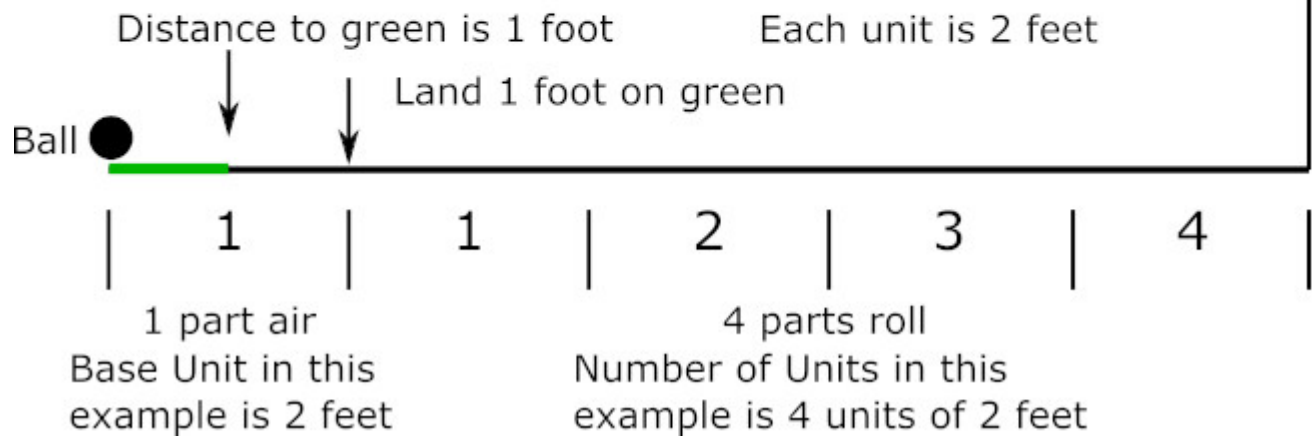 Distance to green is 1 foot
Each unit is 2 feet
Land 1 foot on green
Ball
1 1 2 3 4
1 part air
4 parts roll
Base Unit in this
example is 2 feet
Number of Units in this
example is 4 units of 2 feet